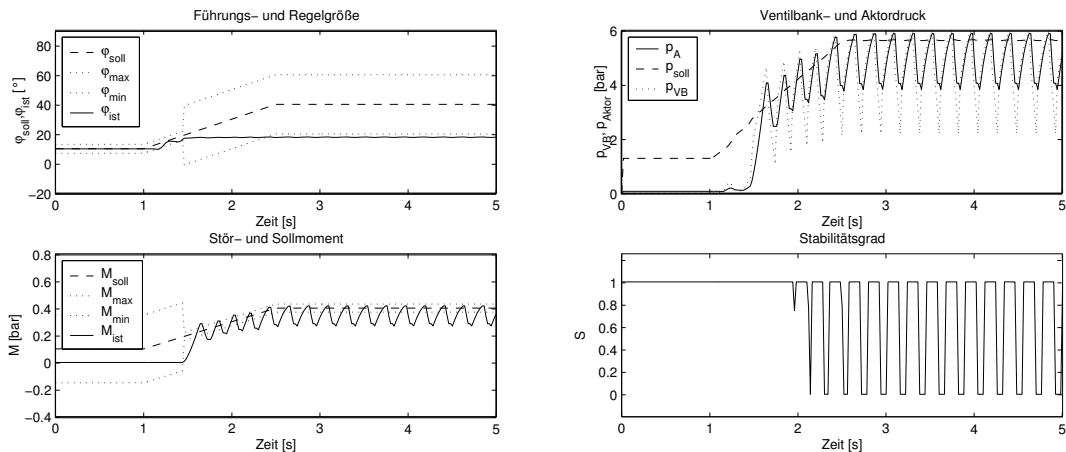 Führungs- und Regelgröße
φsoll,φist [°]
80
60
40
20
0
−20
φsoll
φmax
φmin
φist
0 1 2 3 4 5
Zeit [s]
Ventilbank- und Aktordruck
pVB, pAktor [bar]
6
4
2
0
pA
psoll
pVB
0 1 2 3 4 5
Zeit [s]
Stör- und Sollmoment
M [bar]
0.8
0.6
0.4
0.2
0
−0.2
−0.4
Msoll
Mmax
Mmin
Mist
0 1 2 3 4 5
Zeit [s]
Stabilitätsgrad
S
1
0.8
0.6
0.4
0.2
0
0 1 2 3 4 5
Zeit [s]